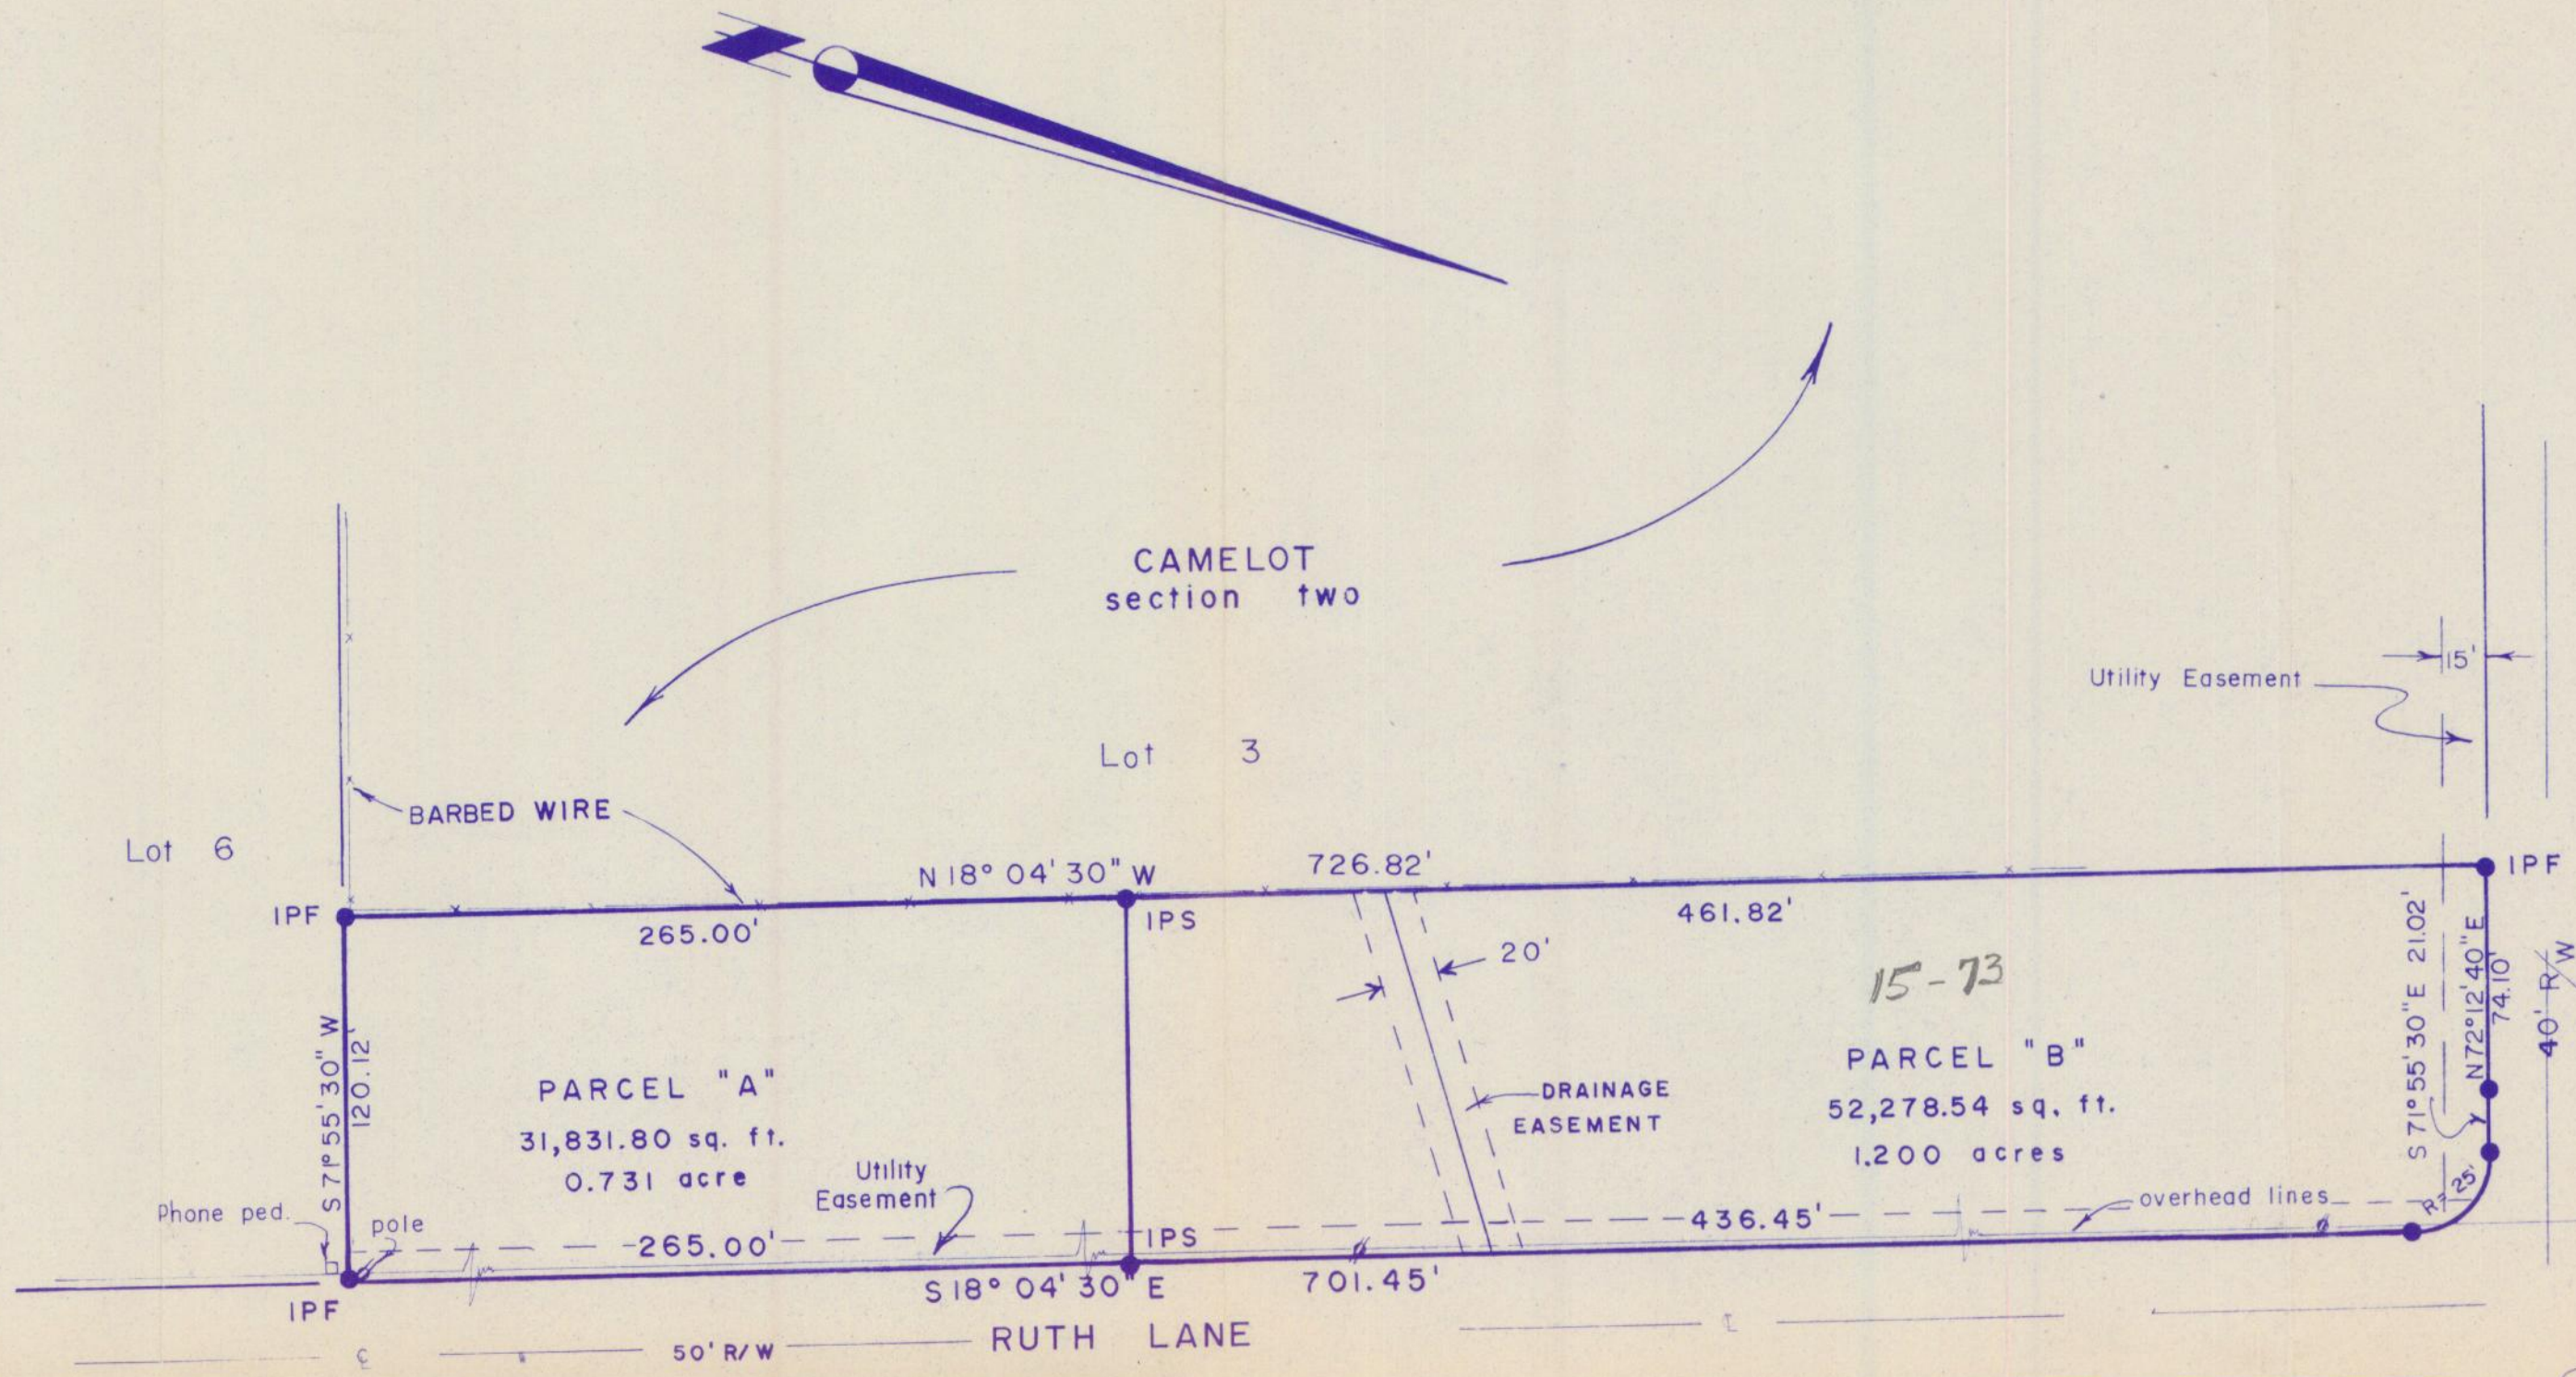 CAMELOT
section two
Utility Easement
15'
Lot 3
BARBED WIRE
Lot 6
N 18° 04' 30" W
726.82'
IPF
IPF
265.00'
IPS
461.82'
20'
15-73
S 71° 55' 30" W
120.12'
PARCEL "A"
31,831.80 sq. ft.
0.731 acre
DRAINAGE
EASEMENT
PARCEL "B"
52,278.54 sq. ft.
1.200 acres
S 71° 55' 30" E 21.02'
N 72° 12' 40" E
74.10'
40' R/W
Utility
Easement
Phone ped.
pole
265.00'
IPS
436.45'
overhead lines
R = 25'
IPF
S 18° 04' 30" E
701.45'
50' R/W
RUTH LANE